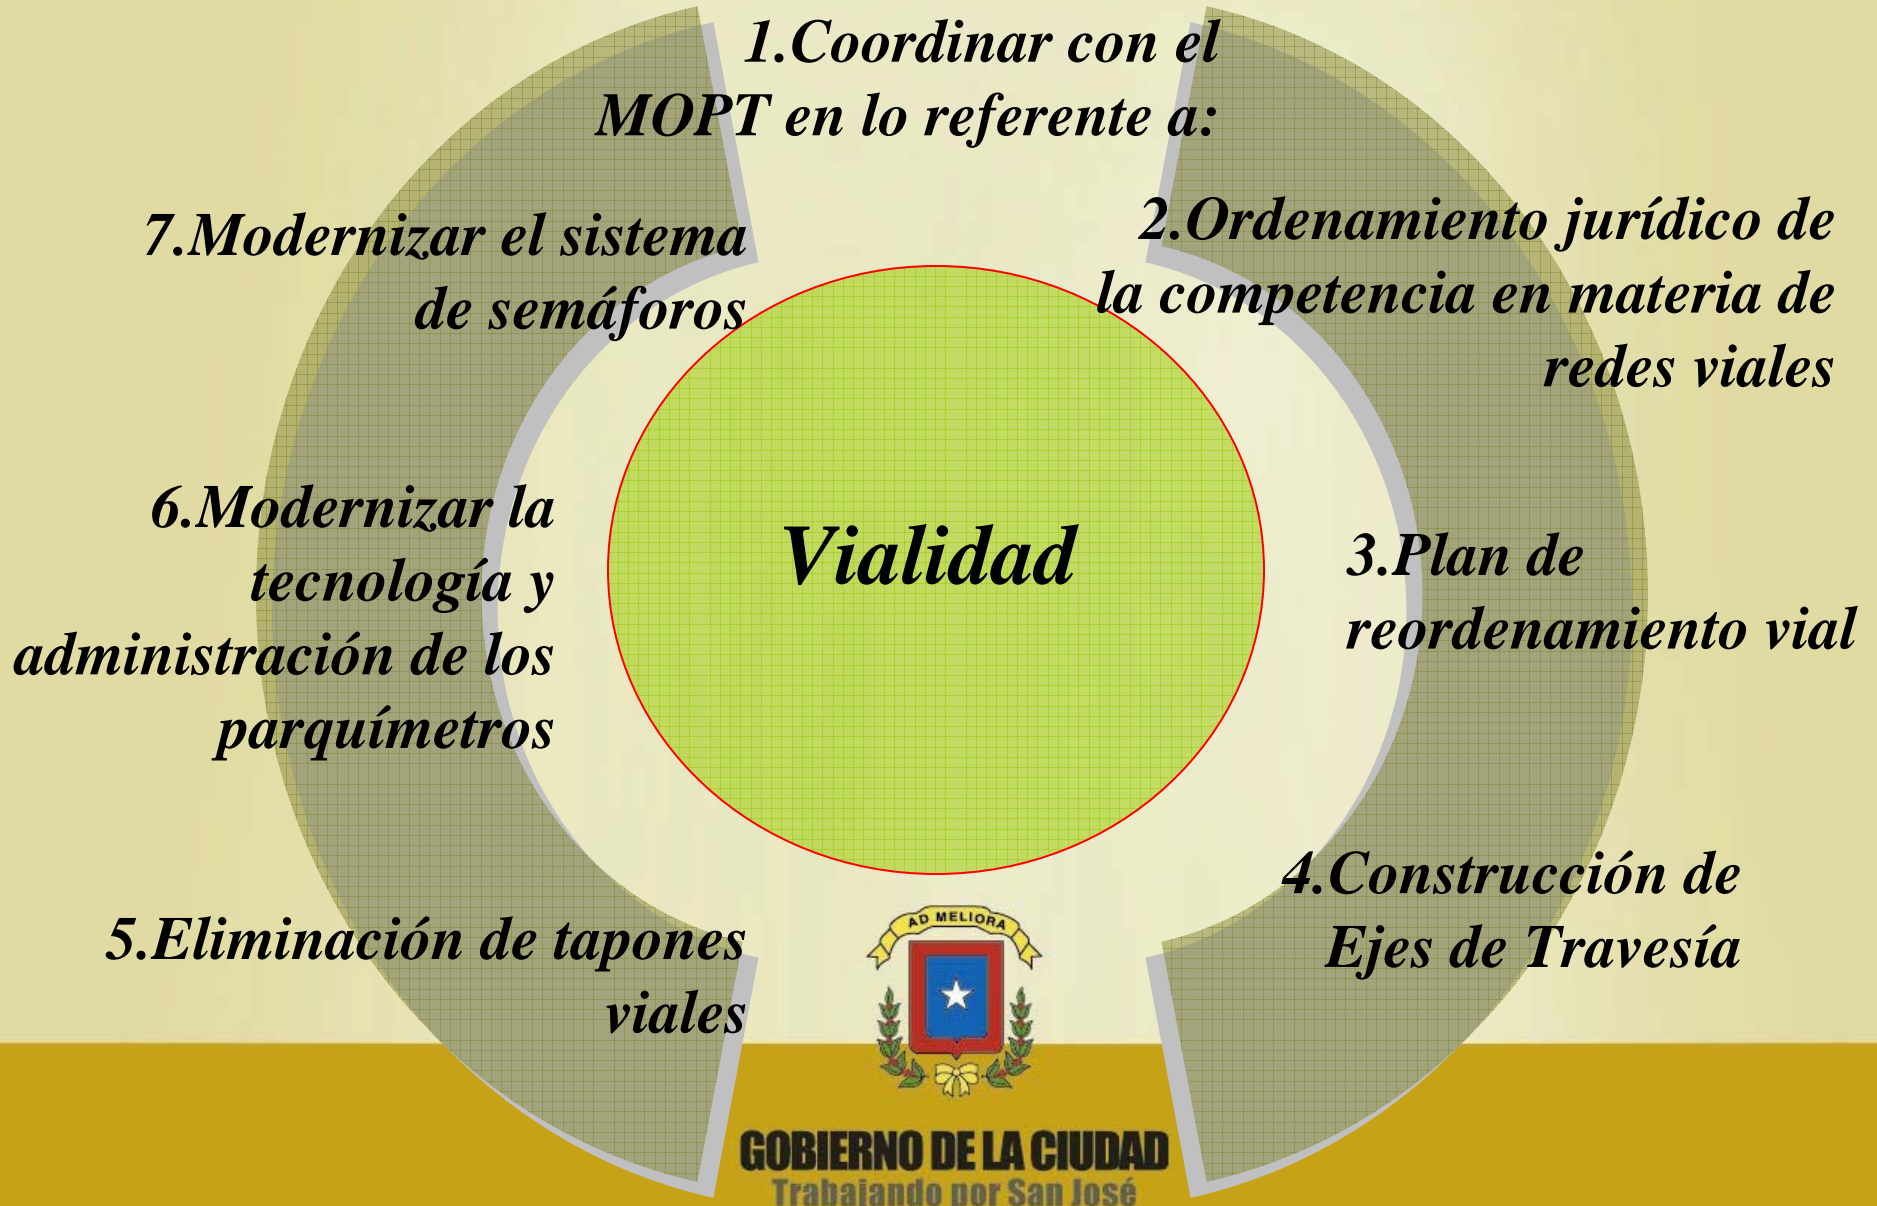 1.Coordinar con el
MOPT en lo referente a:
2.Ordenamiento jurídico de
la competencia en materia de
redes viales
3.Plan de
reordenamiento vial
4.Construcción de
Ejes de Travesía
5.Eliminación de tapones
viales
6.Modernizar la
tecnología y
administración de los
parquímetros
7.Modernizar el sistema
de semáforos
Vialidad
AD MELIORA
GOBIERNO DE LA CIUDAD
Trabajando por San José